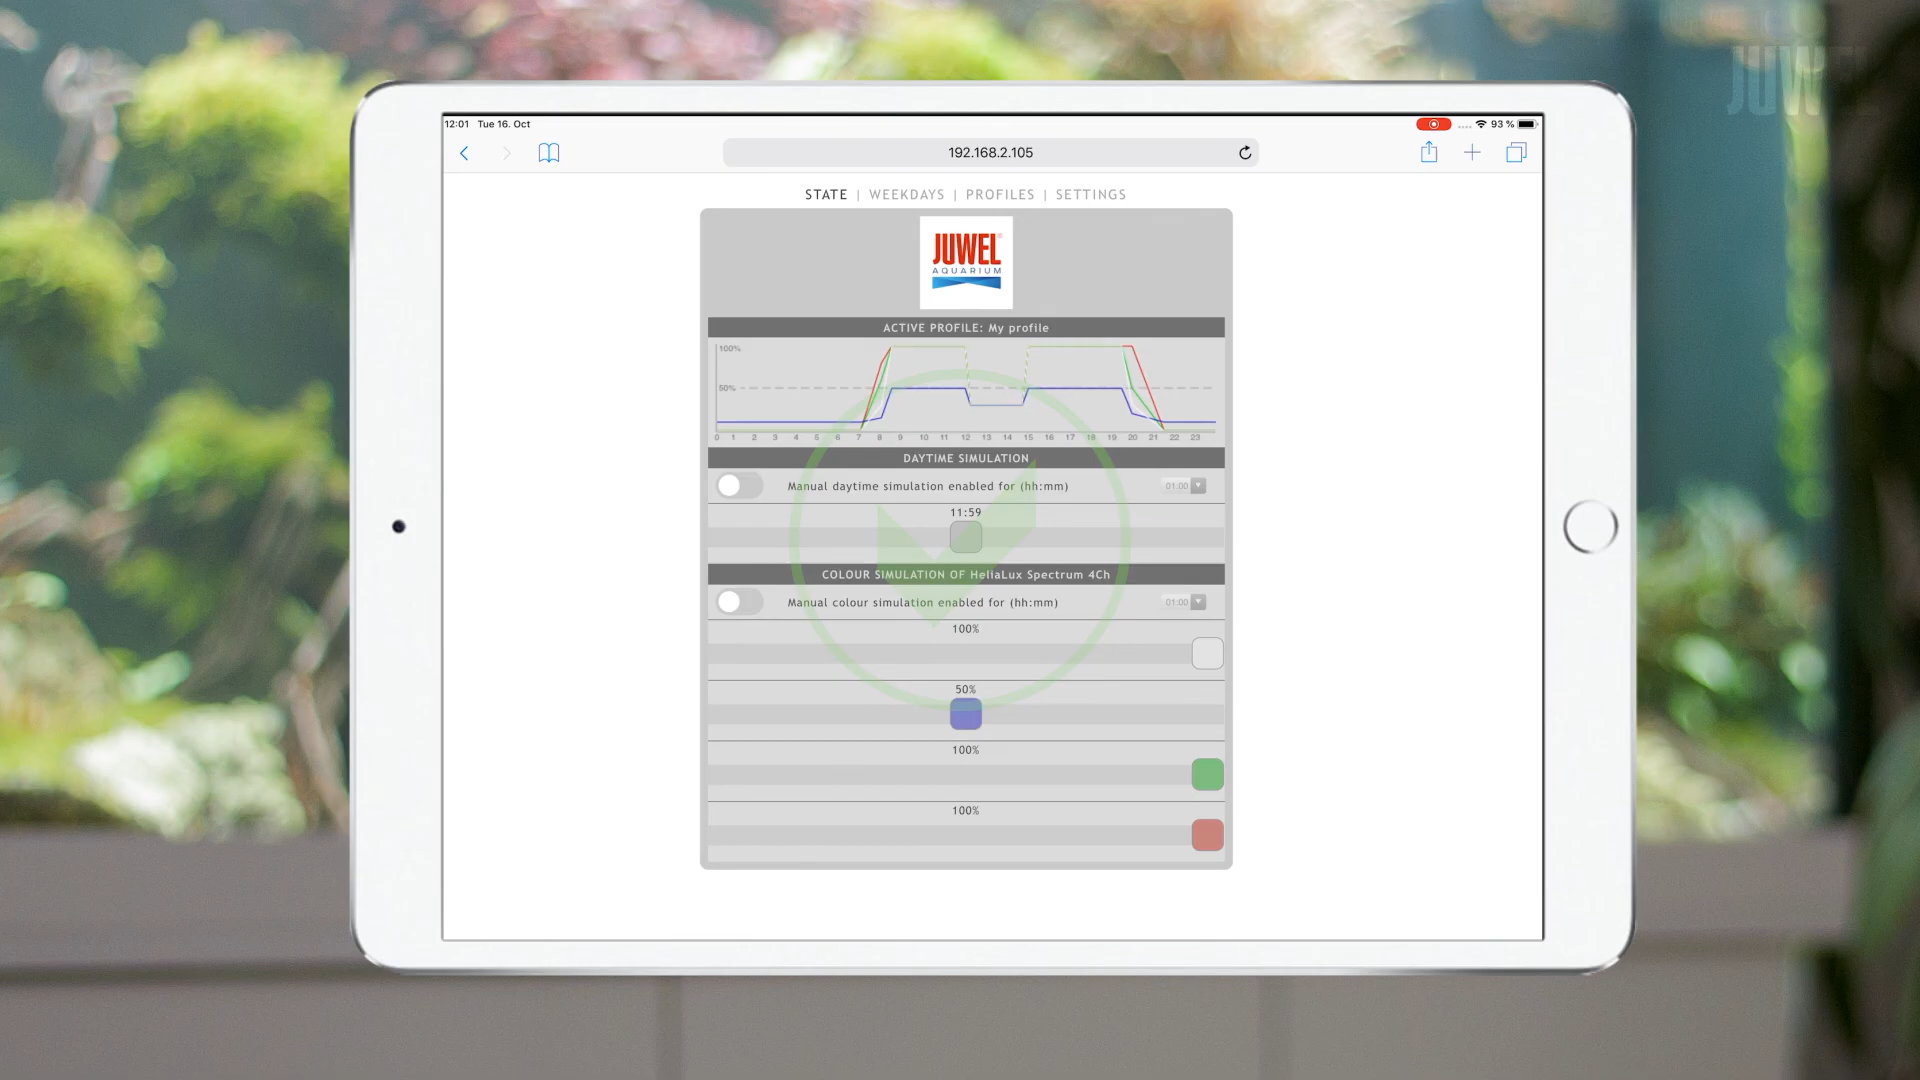 JUWEL
12:01 Tue 16. Oct
93 %
192.168.2.105
STATE | WEEKDAYS | PROFILES | SETTINGS
JUWEL
AQUARIUM
ACTIVE PROFILE: My profile
100%
50%
0 1 2 3 4 5 6 7 8 9 10 11 12 13 14 15 16 17 18 19 20 21 22 23
DAYTIME SIMULATION
Manual daytime simulation enabled for (hh:mm) 01:00
11:59
COLOUR SIMULATION OF HeliaLux Spectrum 4Ch
Manual colour simulation enabled for (hh:mm) 01:00
100%
50%
100%
100%